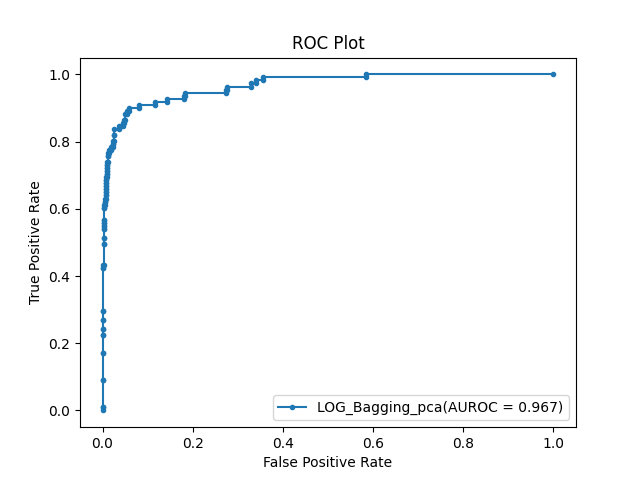 ROC Plot
1.0
0.8
0.6
0.4
0.2
0.0
True Positive Rate
LOG_Bagging_pca(AUROC = 0.967)
0.0 0.2 0.4 0.6 0.8 1.0
False Positive Rate